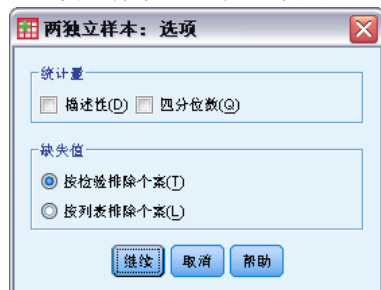 两独立样本：选项
统计量
描述性(D) 四分位数(Q)
缺失值
按检验排除个案(T)
按列表排除个案(L)
继续 取消 帮助